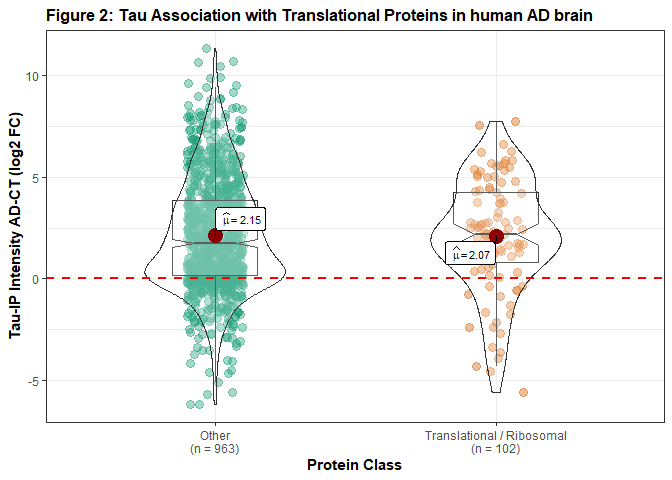 Figure 2: Tau Association with Translational Proteins in human AD brain
Tau-IP Intensity AD-CT (log2 FC)
10
5
0
-5
μ̂ = 2.15
μ̂ = 2.07
Other
(n = 963)
Translational / Ribosomal
(n = 102)
Protein Class